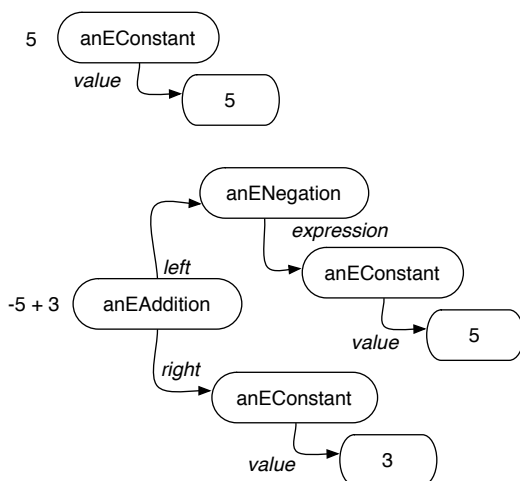 5 anEConstant
value
5
anENegation
expression
left
anEConstant
-5 + 3 anEAddition
value
5
right
anEConstant
value
3